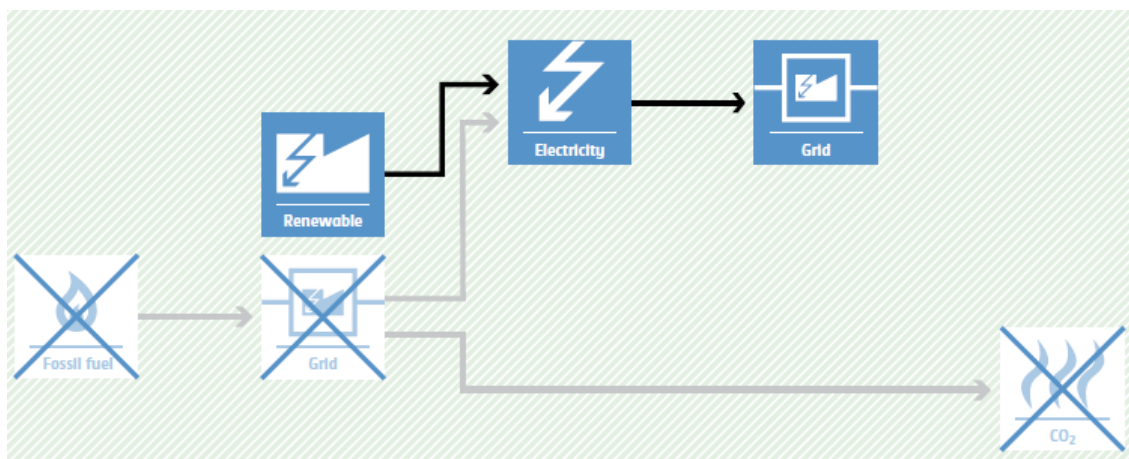 Electricity
Grid
Renewable
Fossil fuel
Grid
CO₂